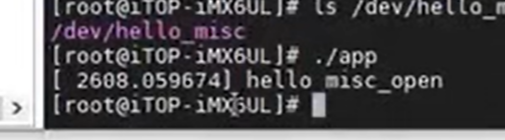 [root@iTOP-iMX6UL]# ls /dev/hello_m
/dev/hello_misc
[root@iTOP-iMX6UL]# ./app
[ 2608.059674] hello misc_open
[root@iTOP-iMX6UL]#
>